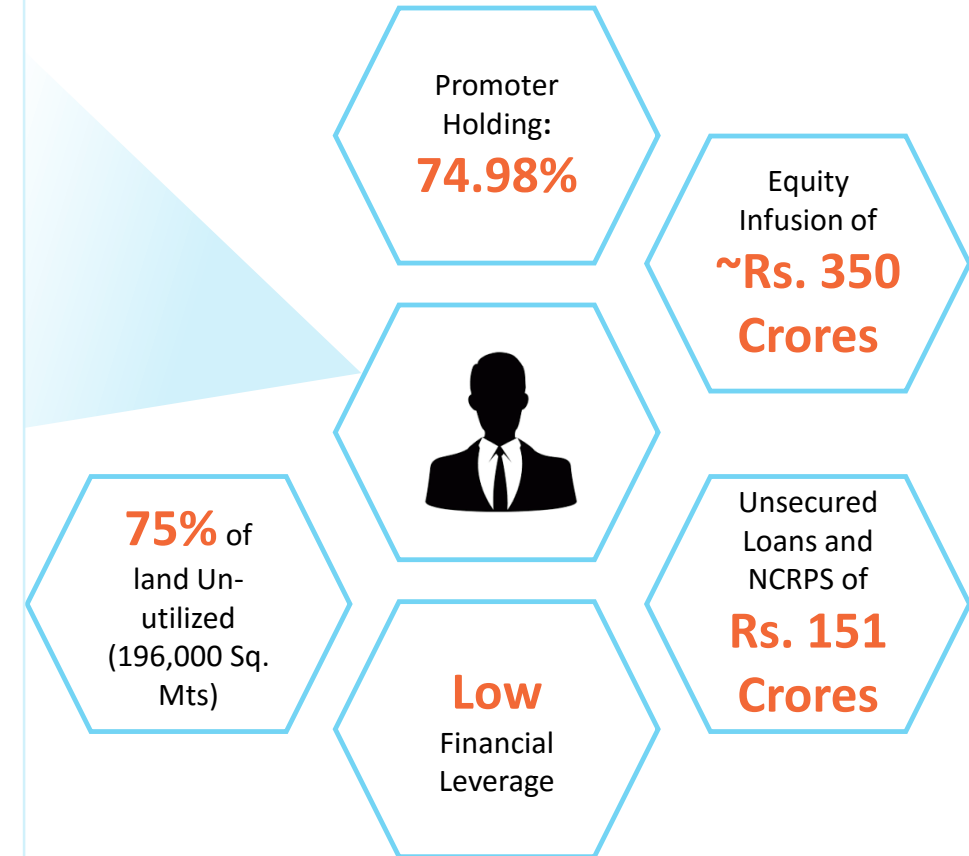 Promoter
Holding:
74.98%
Equity
Infusion of
~Rs. 350
Crores
75% of
land Un-
utilized
(196,000 Sq.
Mts)
Unsecured
Loans and
NCRPS of
Rs. 151
Crores
Low
Financial
Leverage